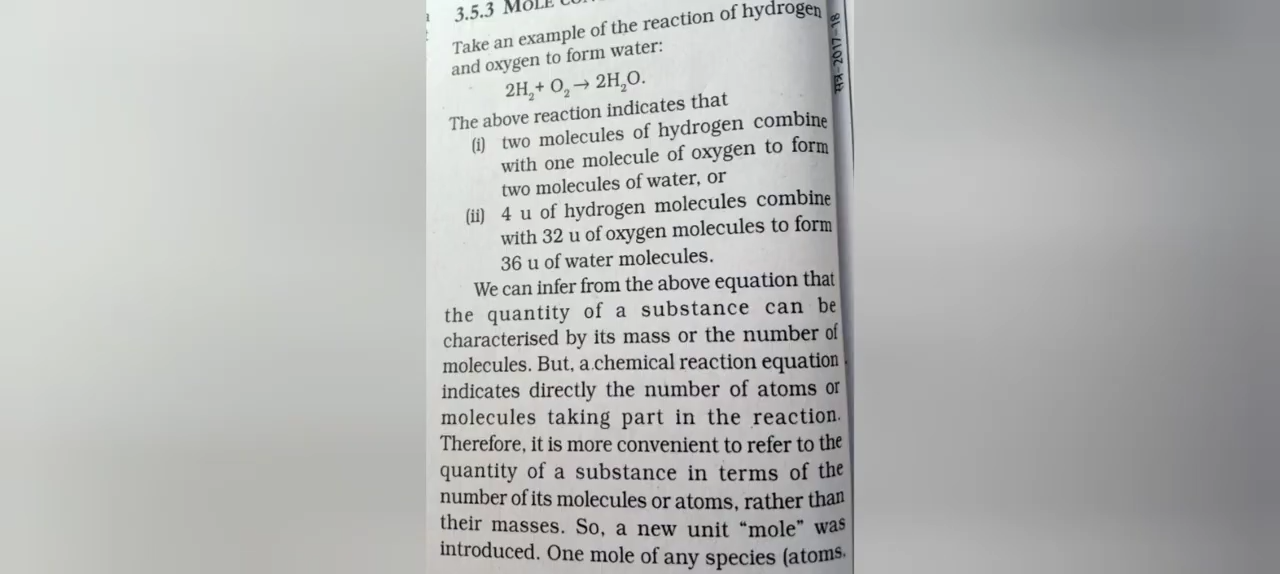 3.5.3 MOLE
Take an example of the reaction of hydrogen
and oxygen to form water:
2H₂+ O₂ → 2H₂O.
The above reaction indicates that
(i) two molecules of hydrogen combine
with one molecule of oxygen to form
two molecules of water, or
(ii) 4 u of hydrogen molecules combine
with 32 u of oxygen molecules to form
36 u of water molecules.
We can infer from the above equation that
the quantity of a substance can be
characterised by its mass or the number of
molecules. But, a chemical reaction equation
indicates directly the number of atoms or
molecules taking part in the reaction.
Therefore, it is more convenient to refer to the
quantity of a substance in terms of the
number of its molecules or atoms, rather than
their masses. So, a new unit “mole” was
introduced. One mole of any species (atoms,
2017-18